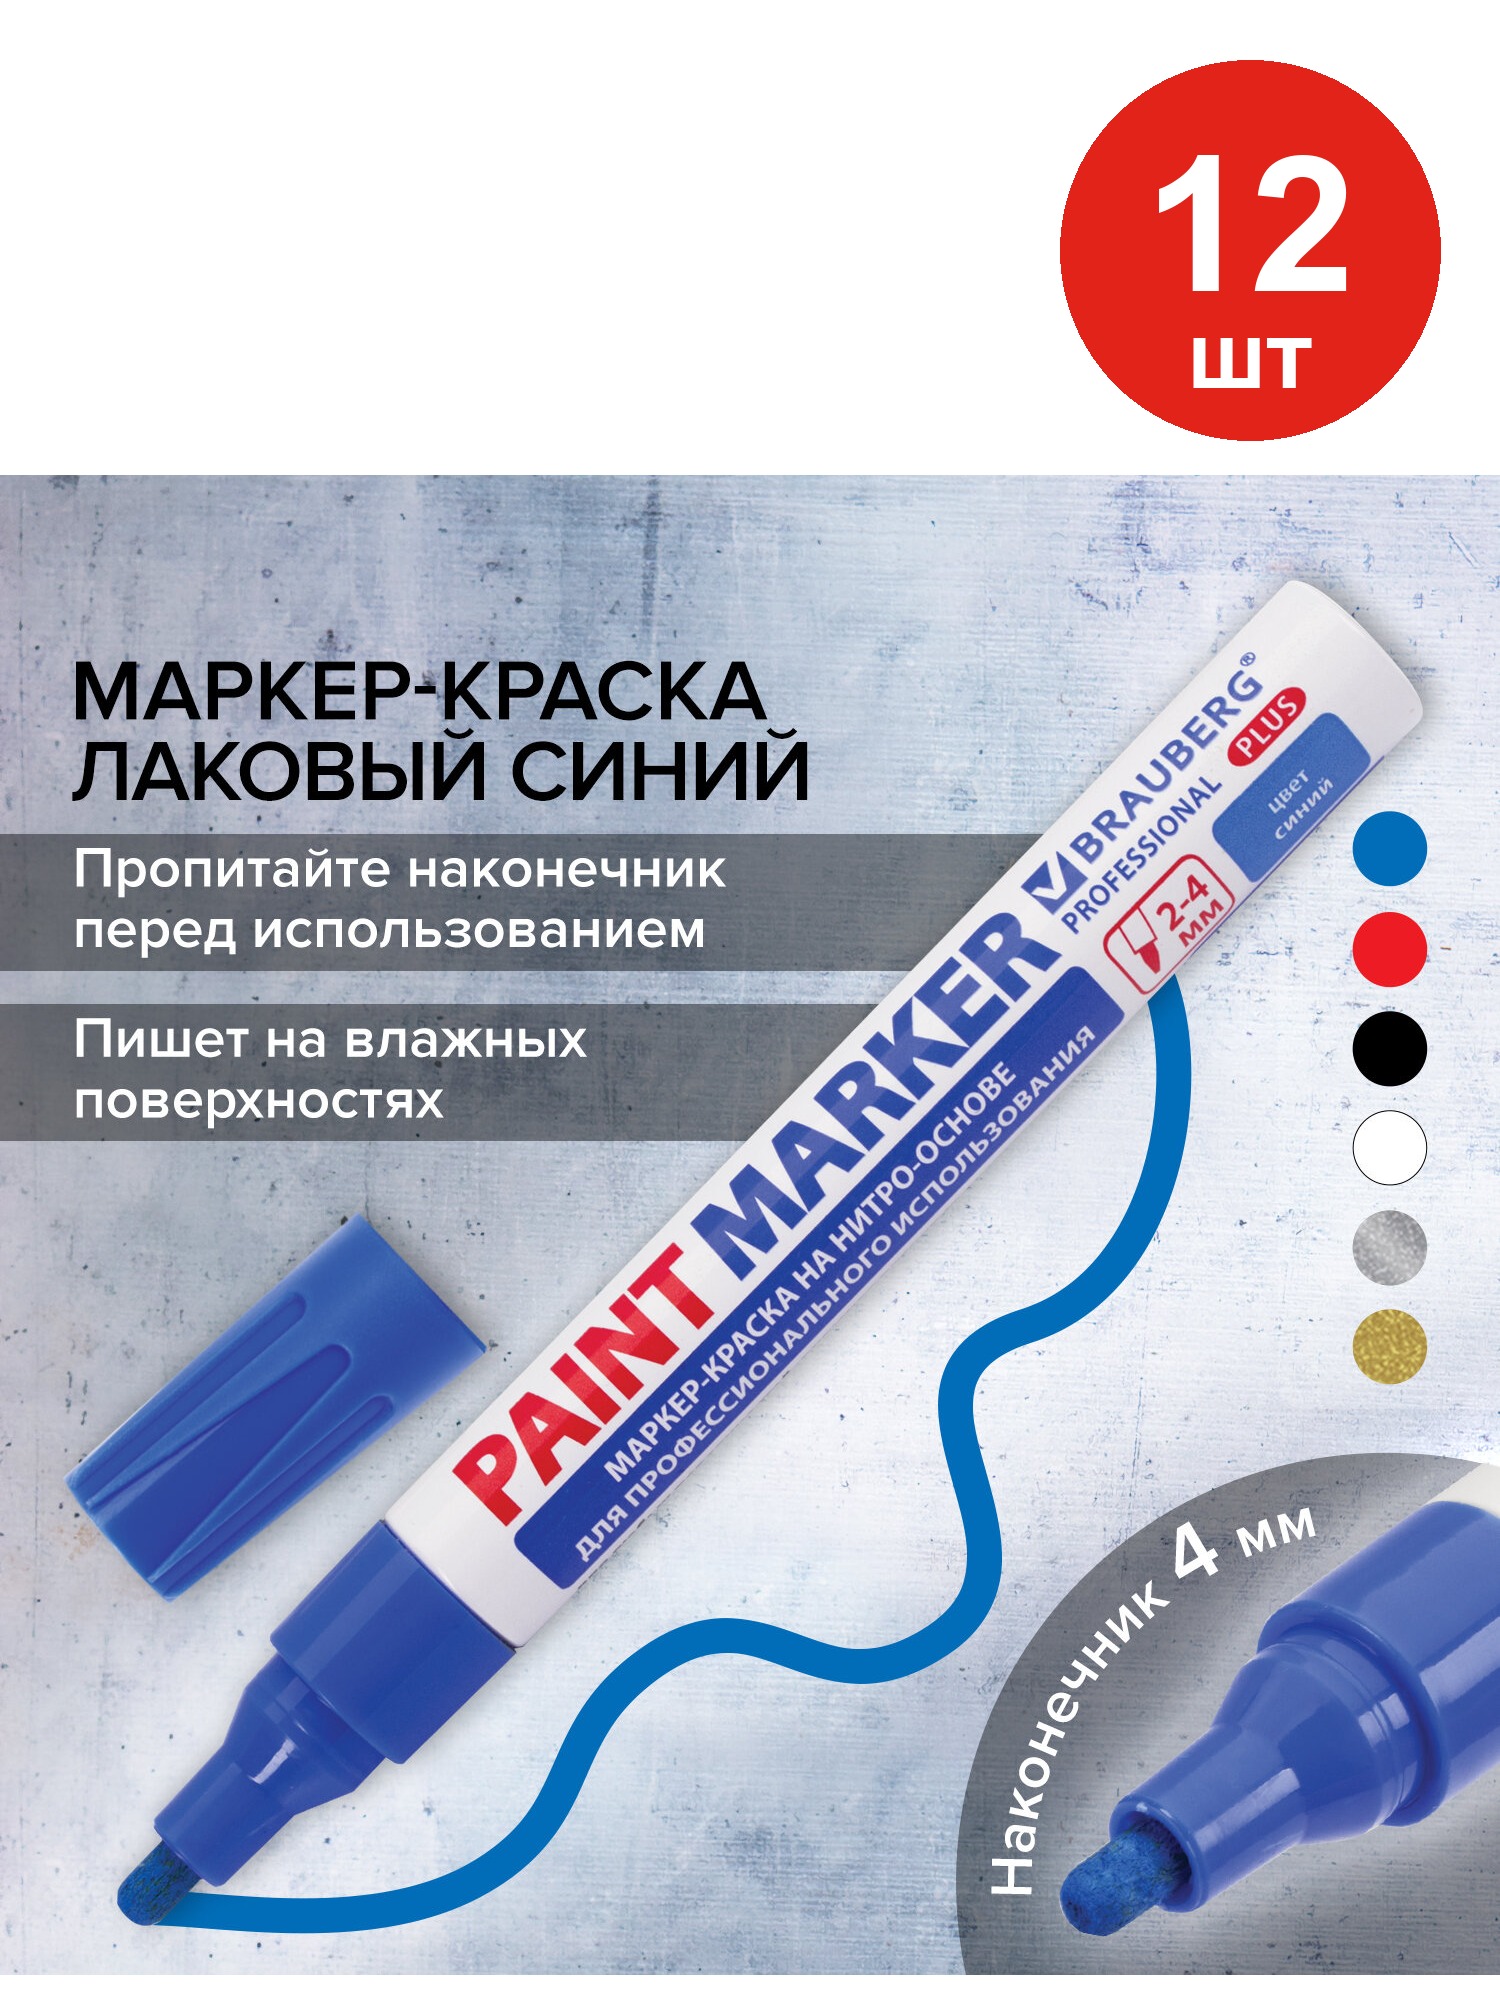 12
шт
МАРКЕР-КРАСКА
ЛАКОВЫЙ СИНИЙ
Пропитайте наконечник
перед использованием
Пишет на влажных
поверхностях
BRAUBERG®
PROFESSIONAL PLUS
цвет
синий
2-4
мм
PAINT MARKER
МАРКЕР-КРАСКА НА НИТРО-ОСНОВЕ
ДЛЯ ПРОФЕССИОНАЛЬНОГО ИСПОЛЬЗОВАНИЯ
Наконечник 4 мм